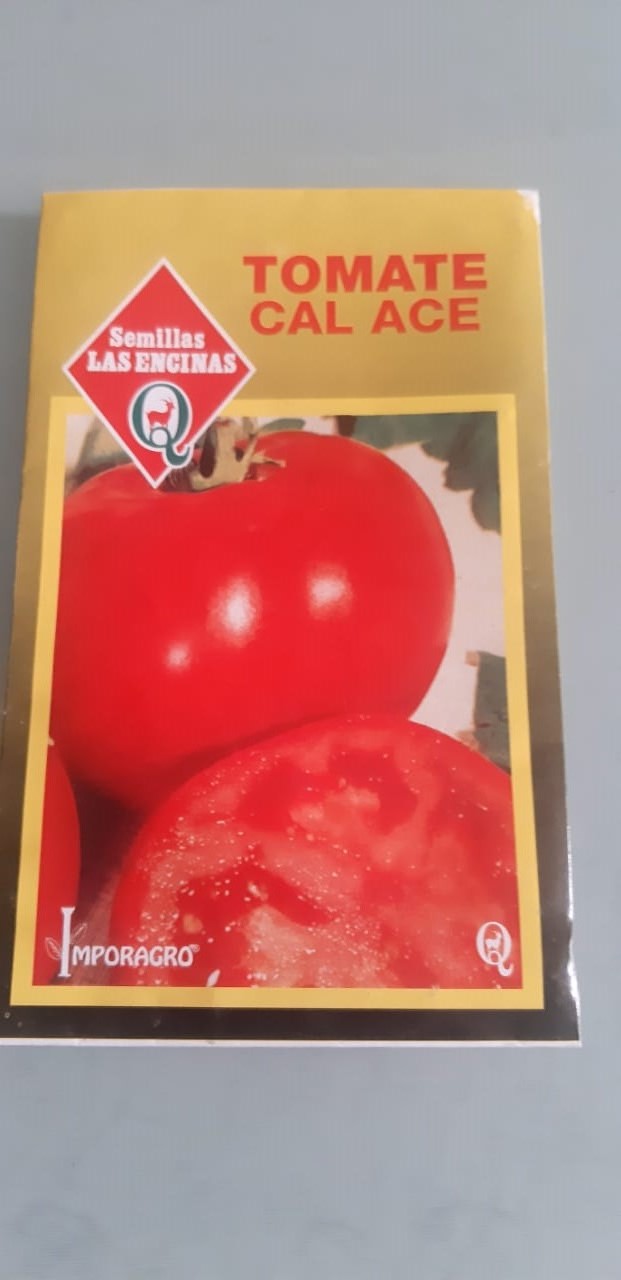 TOMATE
CAL ACE
Semillas
LAS ENCINAS
Q
IMPORAGRO®
Q